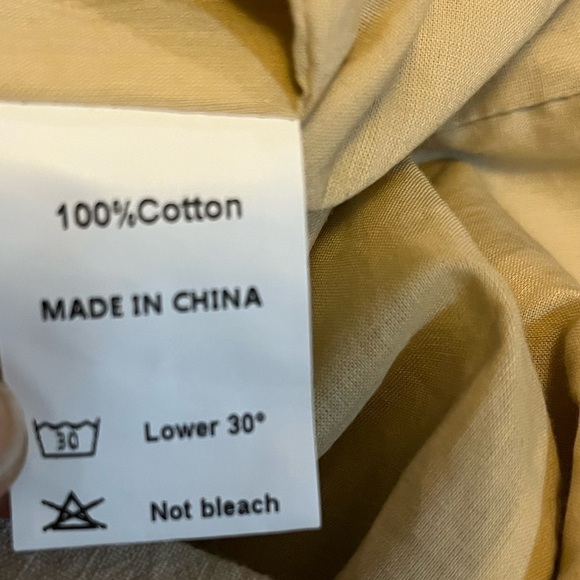 100%Cotton
MADE IN CHINA
30 Lower 30°
Not bleach